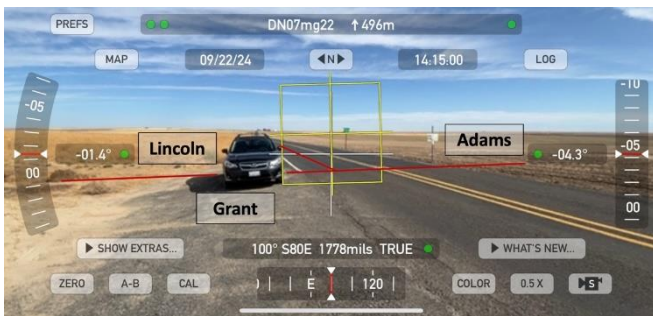 PREFS DN07mg22 ↑496m
MAP 09/22/24 ◀N▶ 14:15:00 LOG
-10
-05
Lincoln Adams -05
-01.4° -04.3°
00
Grant 00
▶ SHOW EXTRAS... 100° S80E 1778mils TRUE ▶ WHAT'S NEW...
ZERO A-B CAL E 120 COLOR 0.5 X S